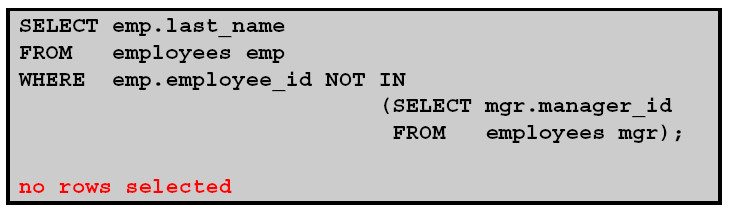 SELECT emp.last_name
FROM employees emp
WHERE emp.employee_id NOT IN
(SELECT mgr.manager_id
FROM employees mgr);
no rows selected